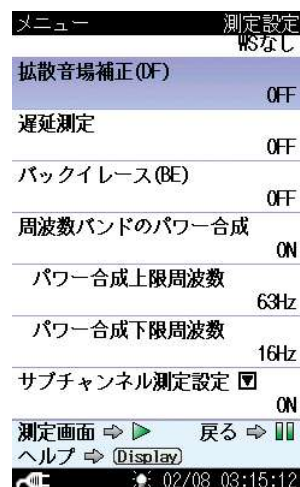 メニュー 測定設定
WSなし
拡散音場補正(DF)
OFF
遅延測定
OFF
バックイレース(BE)
OFF
周波数バンドのパワー合成
ON
パワー合成上限周波数
63Hz
パワー合成下限周波数
16Hz
サブチャンネル測定設定 ▼
ON
測定画面 ⇨ ▷ 戻る ⇨ ▯▯
ヘルプ ⇨ (Display)
02/08 03:15:12